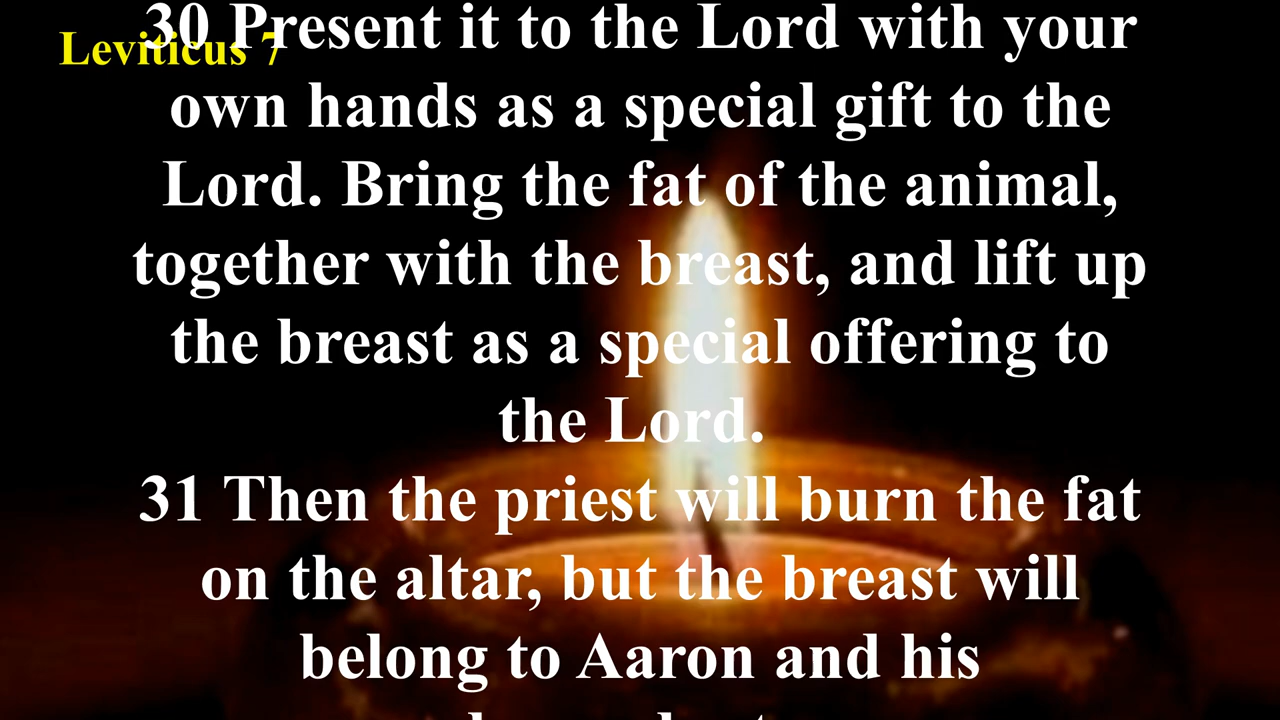 Leviticus 7
30 Present it to the Lord with your
own hands as a special gift to the
Lord. Bring the fat of the animal,
together with the breast, and lift up
the breast as a special offering to
the Lord.
31 Then the priest will burn the fat
on the altar, but the breast will
belong to Aaron and his